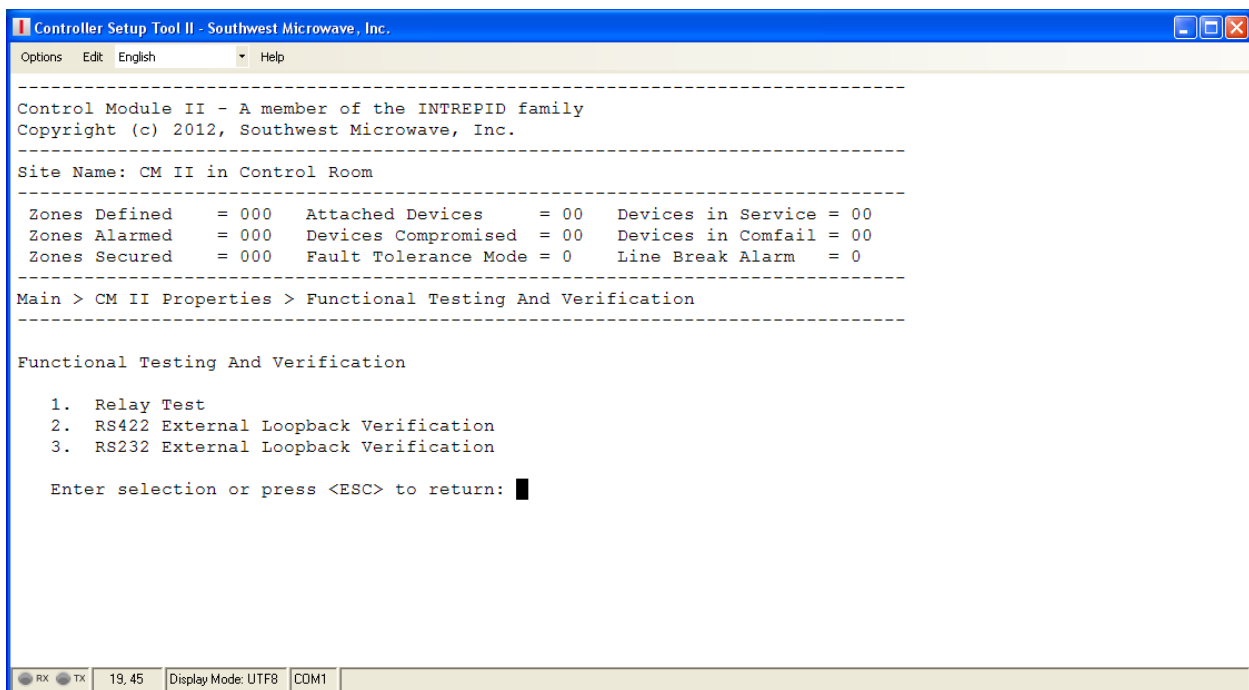 Controller Setup Tool II - Southwest Microwave, Inc.
Options Edit English Help
--------------------------------------------------------------------------------
Control Module II - A member of the INTREPID family
Copyright (c) 2012, Southwest Microwave, Inc.
--------------------------------------------------------------------------------
Site Name: CM II in Control Room
--------------------------------------------------------------------------------
Zones Defined = 000 Attached Devices = 00 Devices in Service = 00
Zones Alarmed = 000 Devices Compromised = 00 Devices in Comfail = 00
Zones Secured = 000 Fault Tolerance Mode = 0 Line Break Alarm = 0
--------------------------------------------------------------------------------
Main > CM II Properties > Functional Testing And Verification
--------------------------------------------------------------------------------
Functional Testing And Verification
1. Relay Test
2. RS422 External Loopback Verification
3. RS232 External Loopback Verification
Enter selection or press <ESC> to return:
RX TX 19, 45 Display Mode: UTF8 COM1